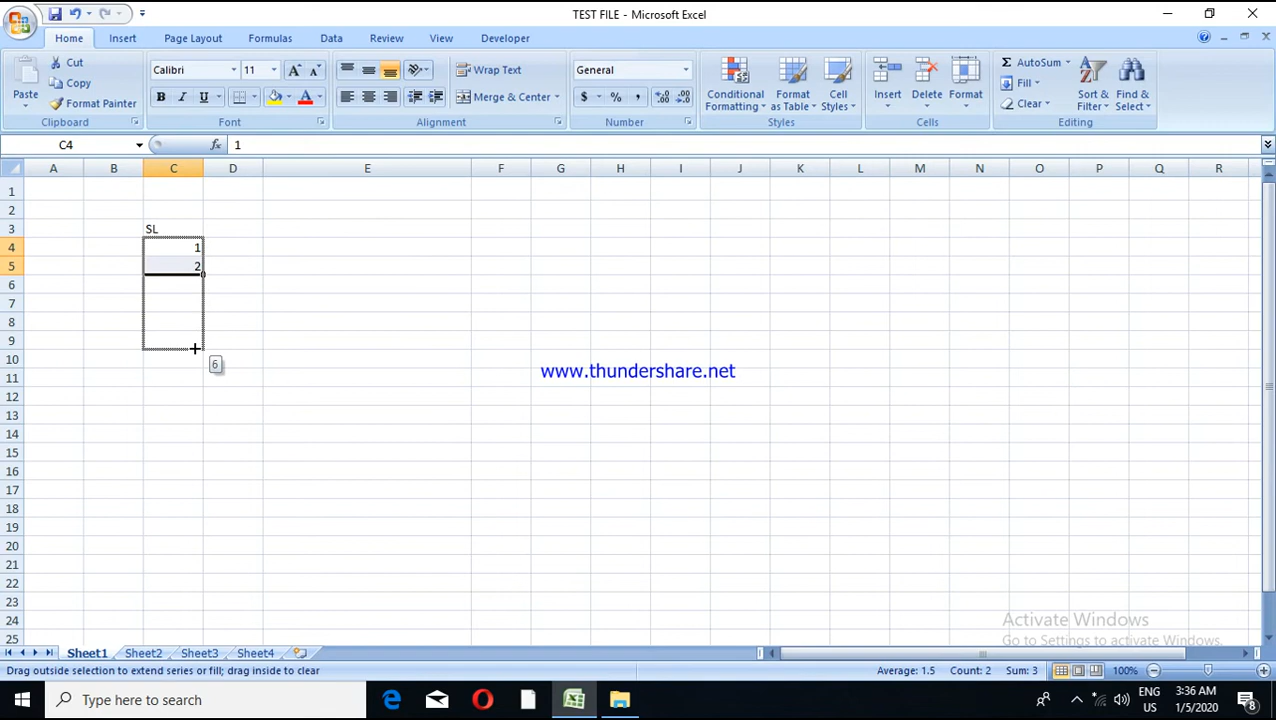 TEST FILE - Microsoft Excel
Home Insert Page Layout Formulas Data Review View Developer
Paste
Cut
Copy
Format Painter
Clipboard
Calibri 11
B I U
Font
Wrap Text
Merge & Center
Alignment
General
$ % ,
Number
Conditional Formatting
Format as Table
Cell Styles
Styles
Insert Delete Format
Cells
AutoSum
Fill
Clear
Sort & Filter
Find & Select
Editing
C4 fx 1
A B C D E F G H I J K L M N O P Q R
1
2
3 SL
4 1
5 2
6
7
8
9
6
10
www.thundershare.net
11
12
13
14
15
16
17
18
19
20
21
22
23
24
25
Activate Windows
Go to Settings to activate Windows.
Sheet1 Sheet2 Sheet3 Sheet4
Drag outside selection to extend series or fill; drag inside to clear
Average: 1.5 Count: 2 Sum: 3 100%
Type here to search
ENG
US
3:36 AM
1/5/2020
8